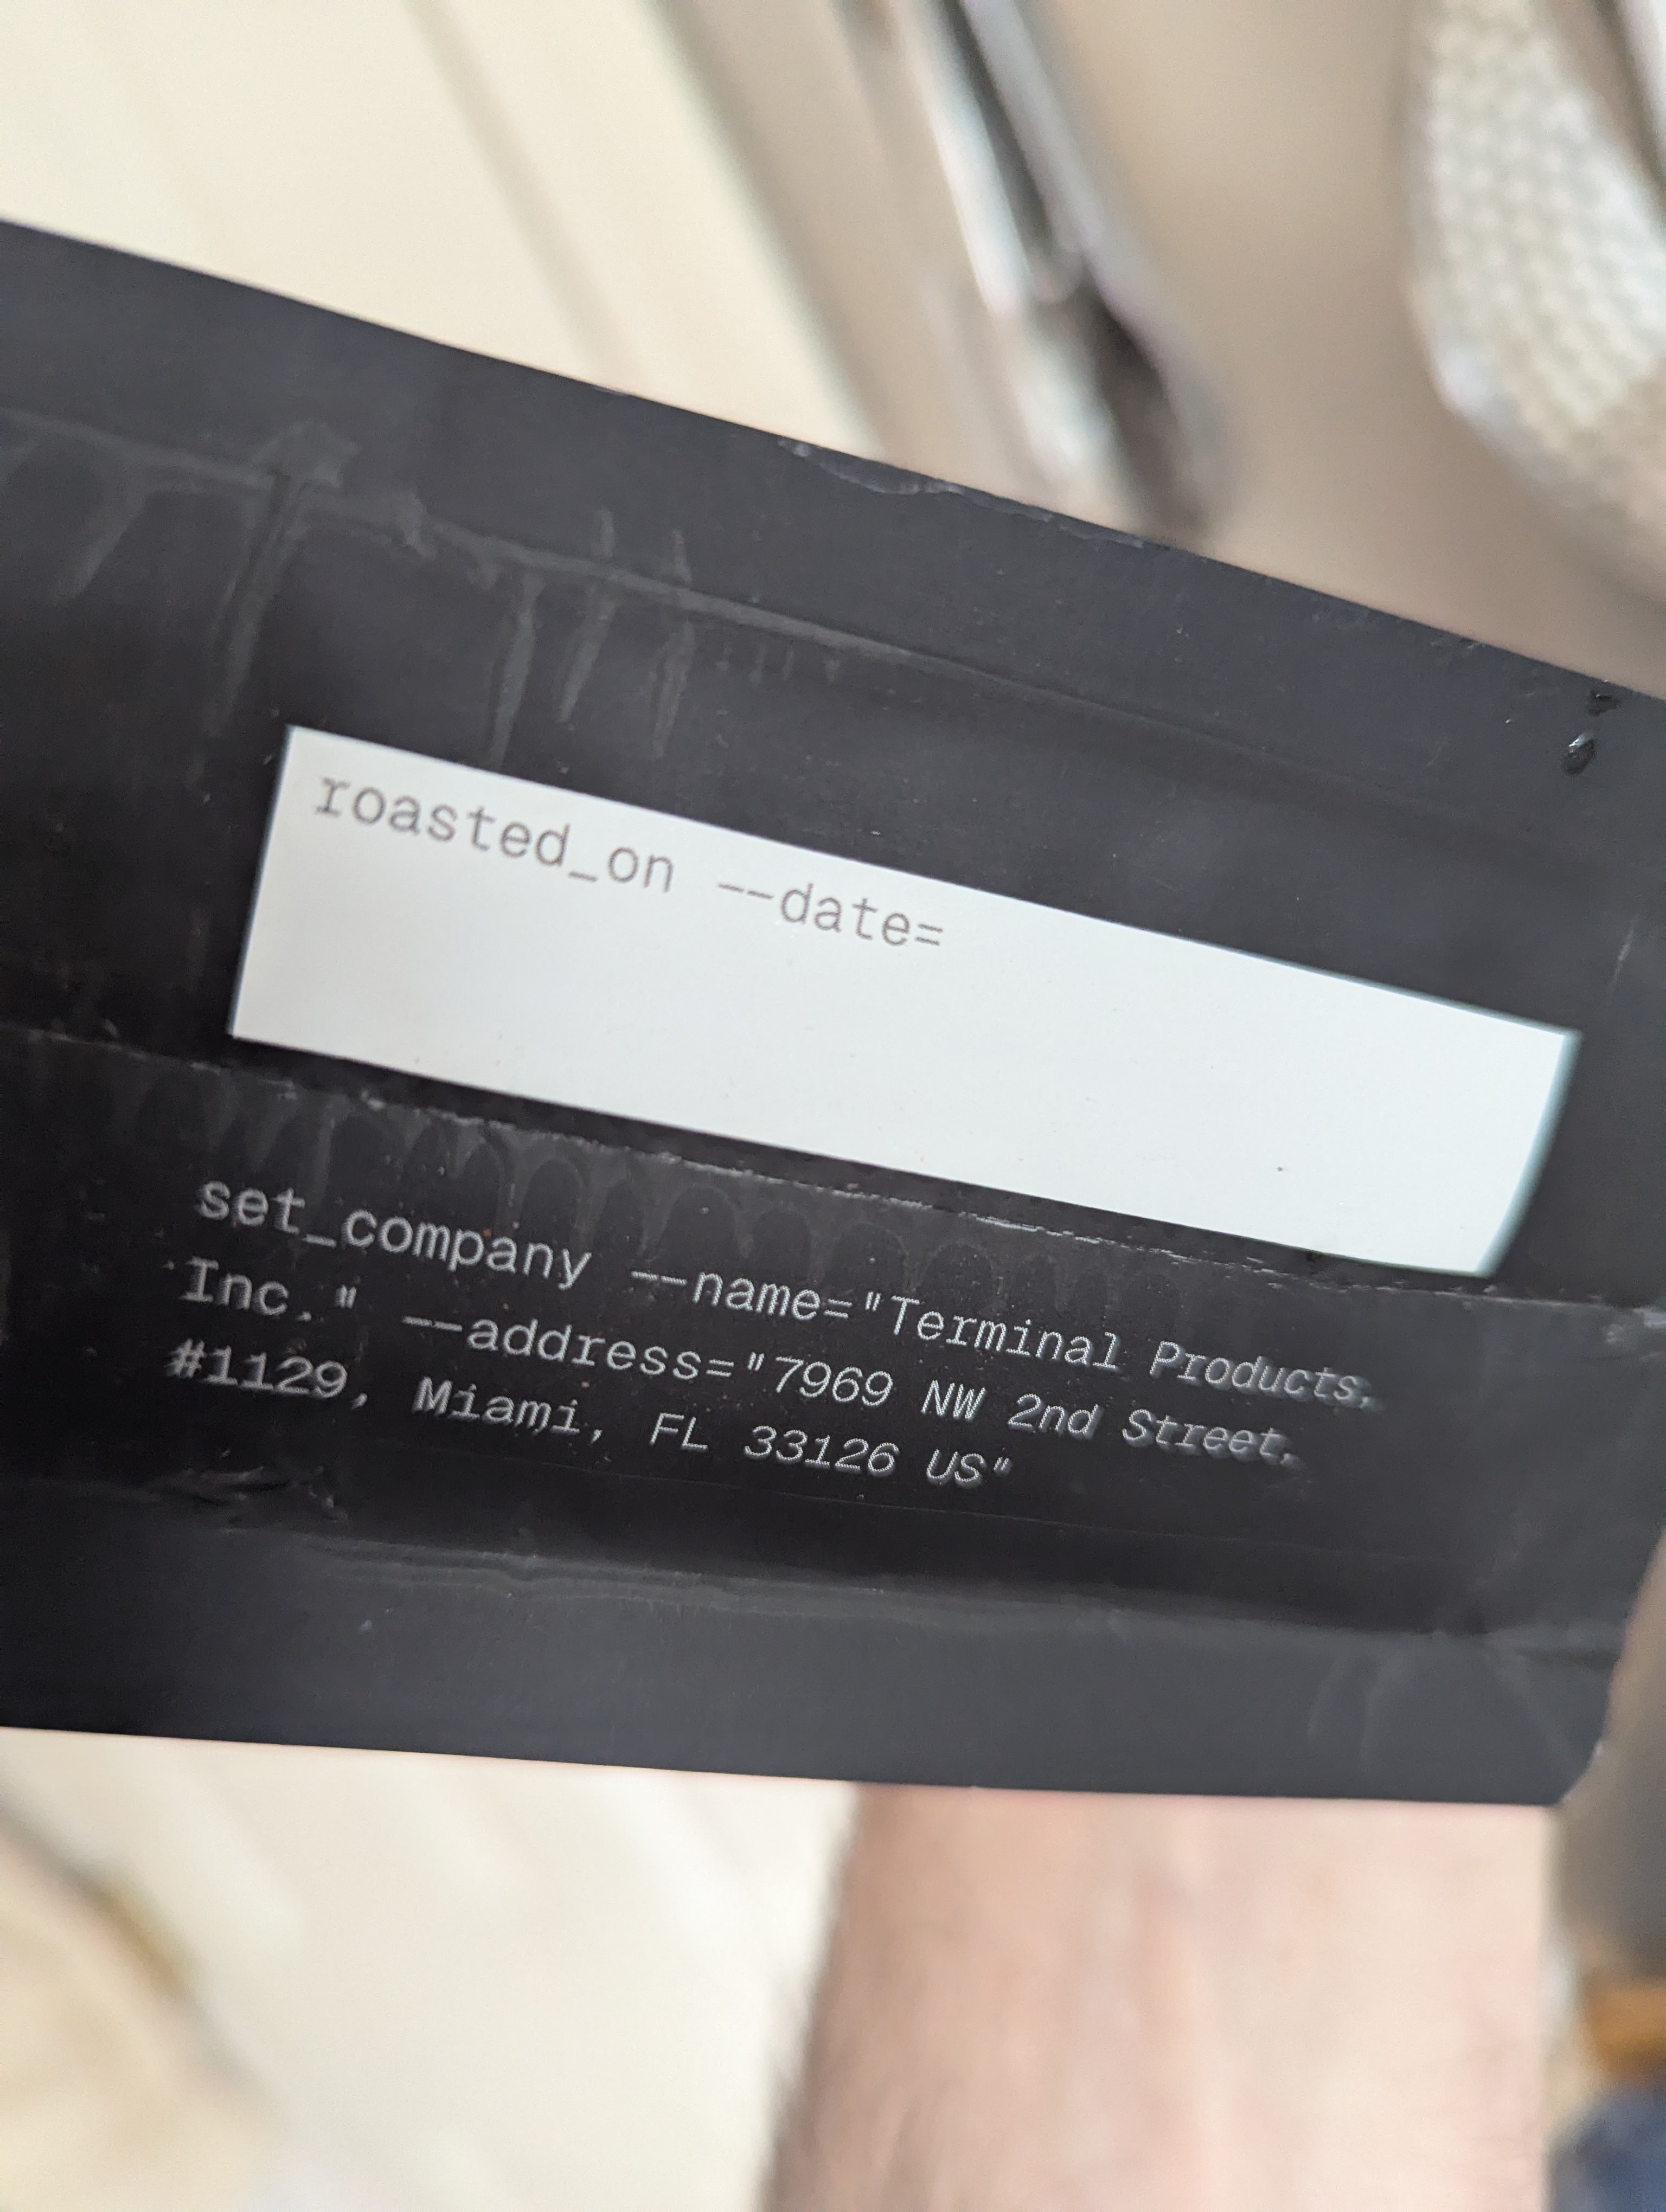 roasted_on --date=
set_company --name="Terminal Products,
Inc." --address="7969 NW 2nd Street,
#1129, Miami, FL 33126 US"